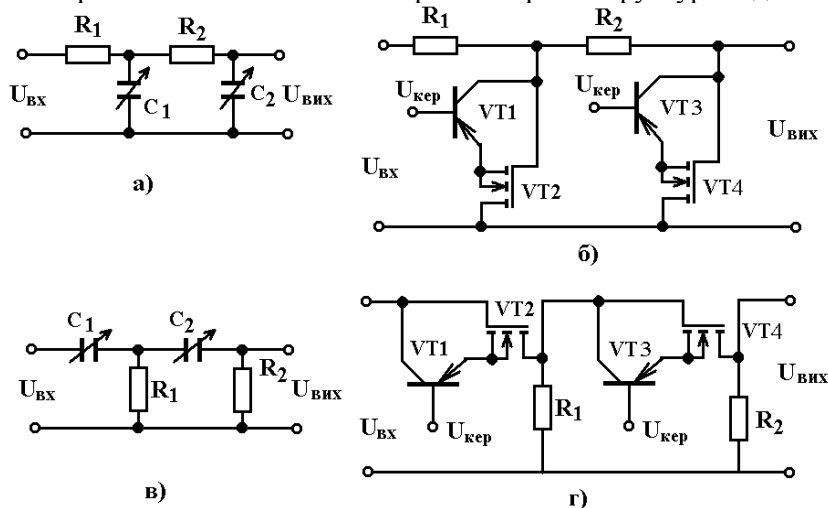 R1 R2
Uвх C1 C2 Uвих
а)
R1 R2
Uкер VT1 Uкер VT3
Uвх VT2 VT4 Uвих
б)
C1 C2
Uвх R1 R2 Uвих
в)
VT2 VT4
VT1 VT3
Uвх Uкер R1 Uкер R2 Uвих
г)